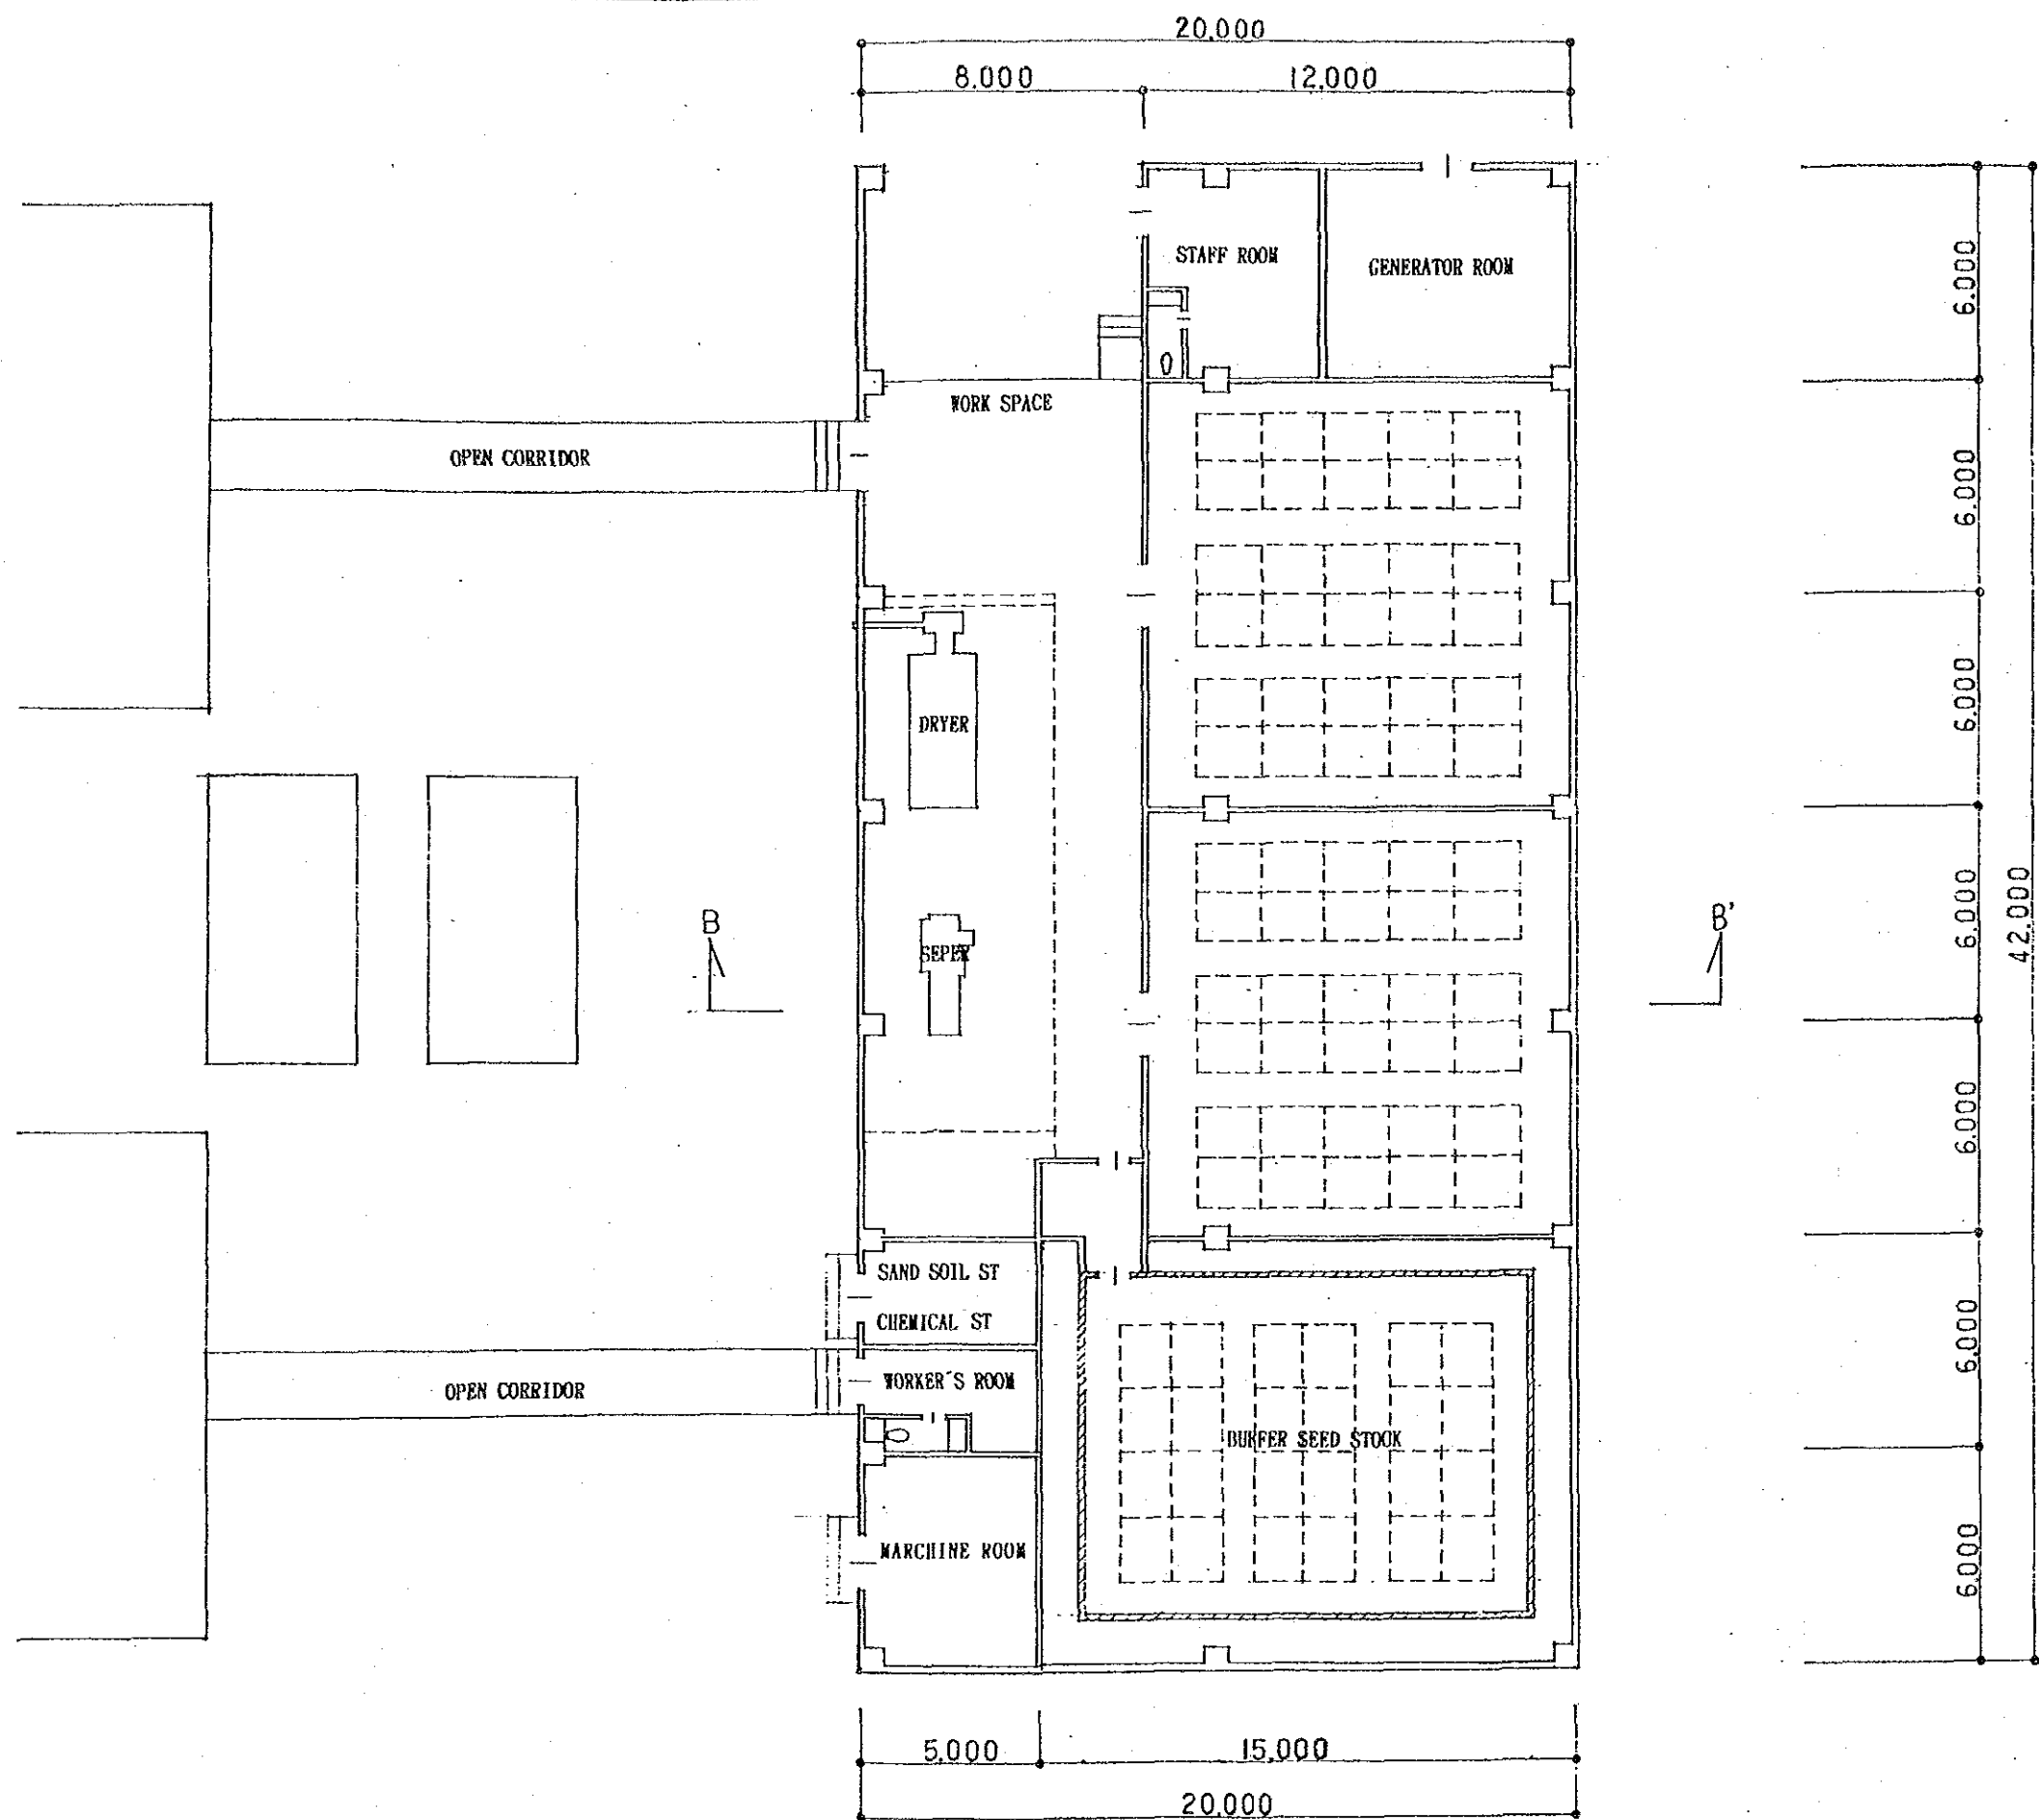 20,000
8,000 12,000
STAFF ROOM
GENERATOR ROOM
6,000
WORK SPACE
OPEN CORRIDOR
6,000
DRYER
6,000
B
SEPER
B'
6,000
42,000
6,000
SAND SOIL ST
CHEMICAL ST
6,000
WORKER'S ROOM
OPEN CORRIDOR
BUFFER SEED STOCK
MARCHINE ROOM
6,000
5,000 15,000
20,000